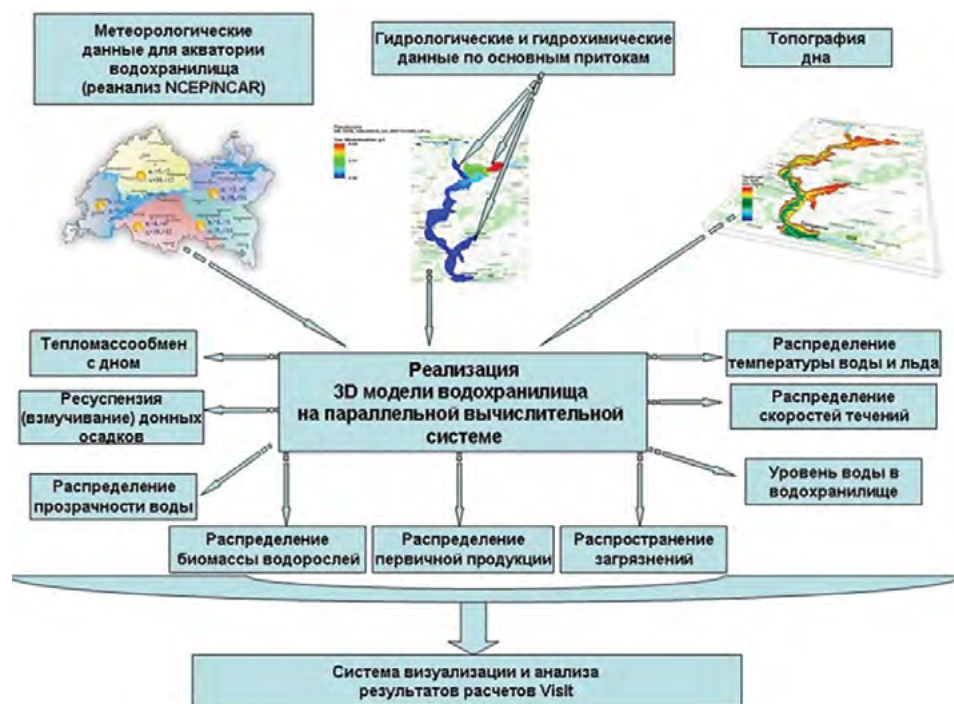 Метеорологические
данные для акватории
водохранилища
(реанализ NCEP/NCAR)
Гидрологические и гидрохимические
данные по основным притокам
Топография
дна
Тепломассообмен
с дном
Ресуспензия
(взмучивание) донных
осадков
Распределение
прозрачности воды
Реализация
3D модели водохранилища
на параллельной вычислительной
системе
Распределение
температуры воды и льда
Распределение
скоростей течений
Уровень воды в
водохранилище
Распределение
биомассы водорослей
Распределение
первичной продукции
Распространение
загрязнений
Система визуализации и анализа
результатов расчетов VisIt